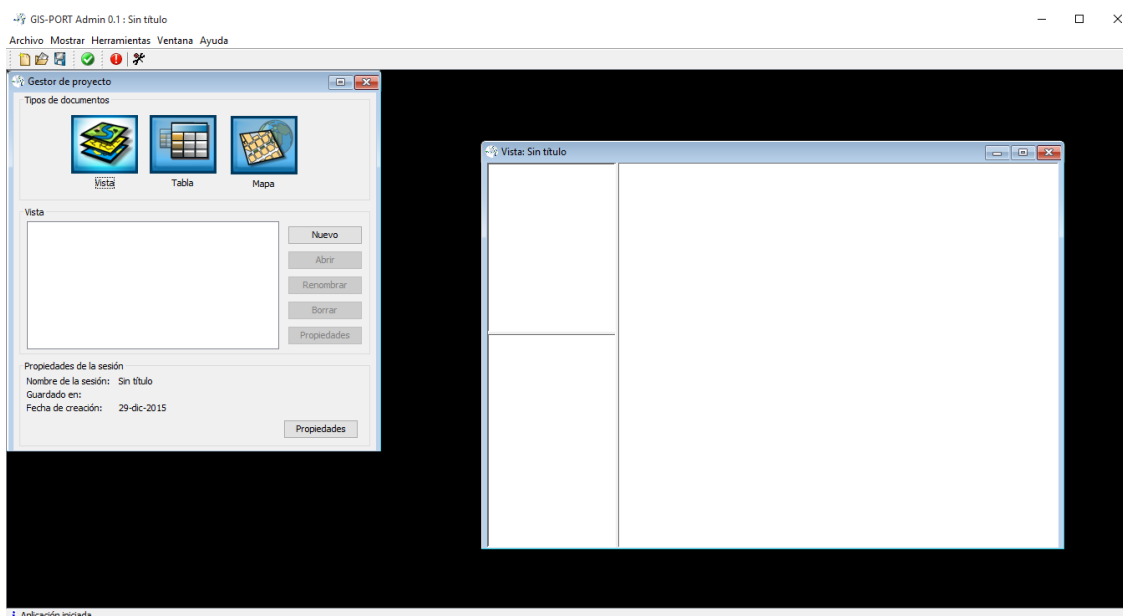 GIS-PORT Admin 0.1 : Sin título
Archivo Mostrar Herramientas Ventana Ayuda
Gestor de proyecto
Tipos de documentos
Vista Tabla Mapa
Vista
Nuevo
Abrir
Renombrar
Borrar
Propiedades
Propiedades de la sesión
Nombre de la sesión: Sin título
Guardado en:
Fecha de creación: 29-dic-2015
Propiedades
Vista: Sin título
Aplicación iniciada